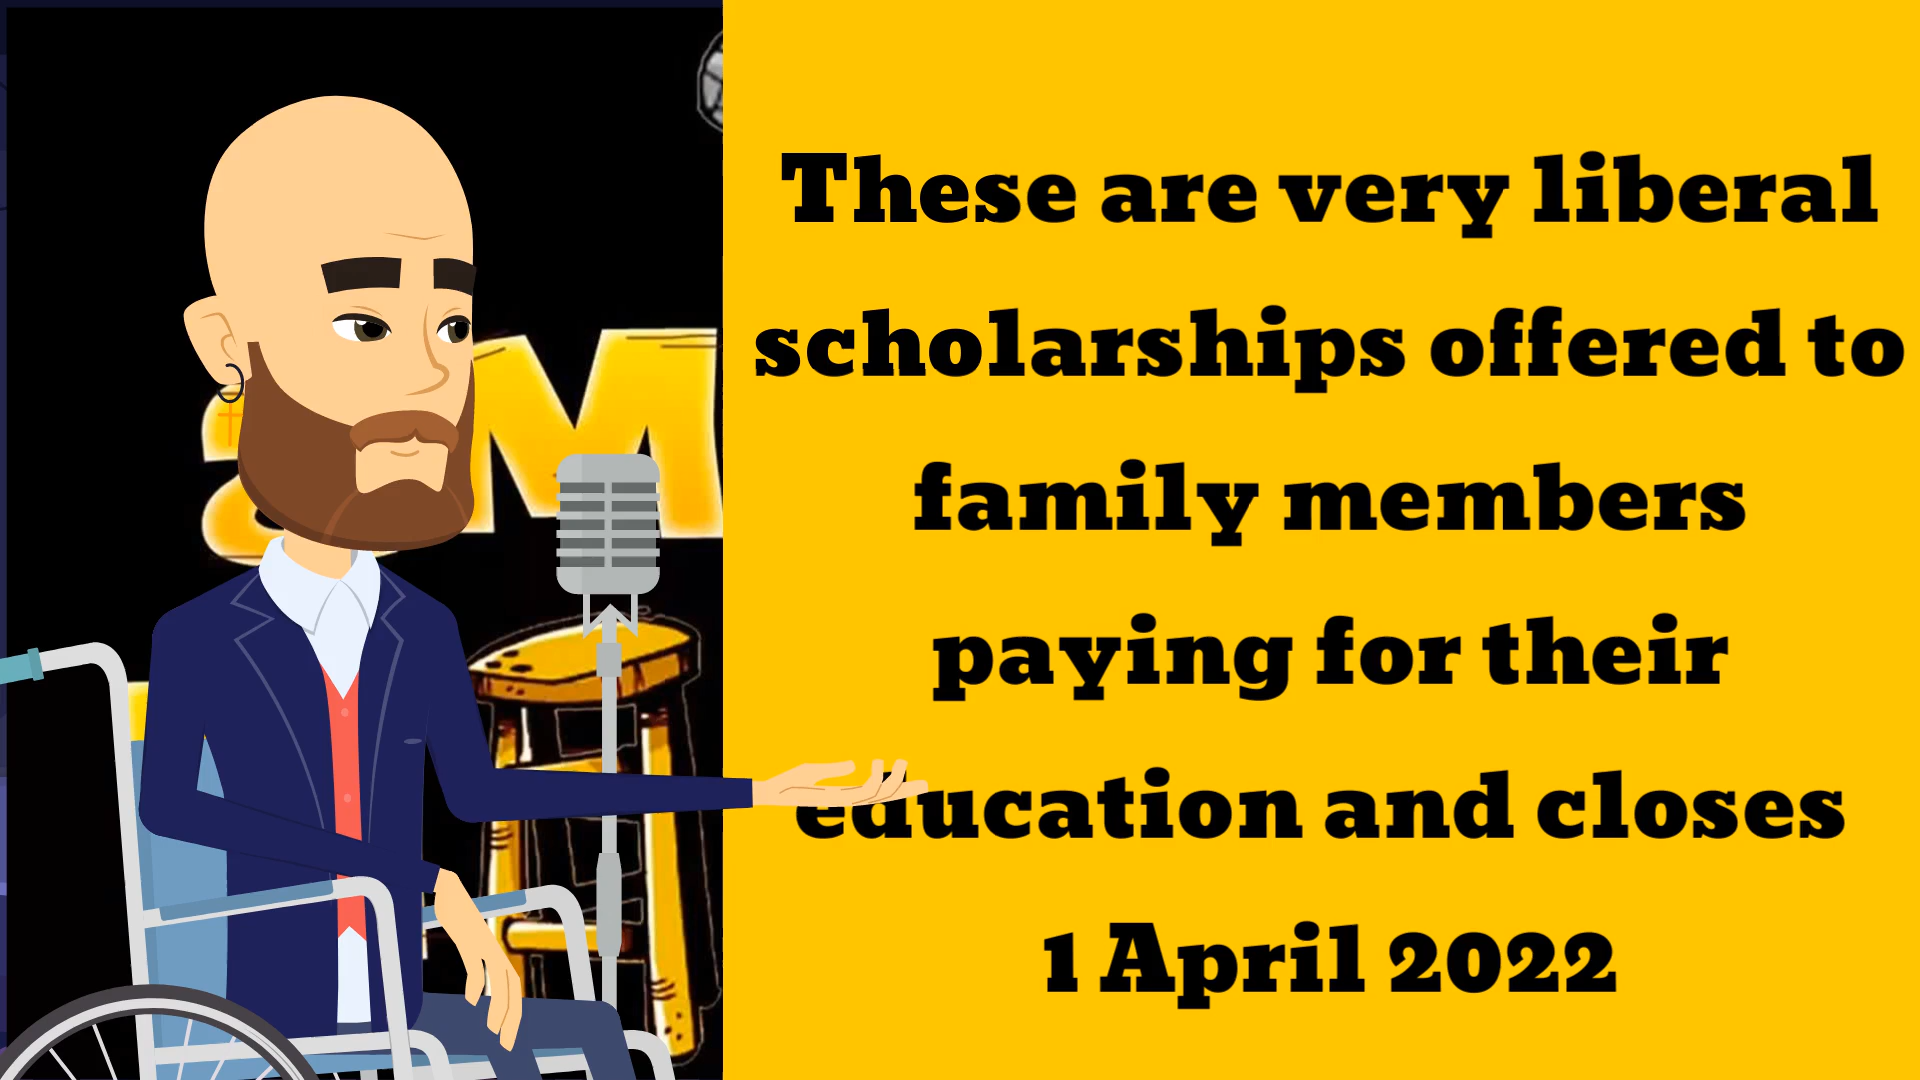 These are very liberal
scholarships offered to
family members
paying for their
education and closes
1 April 2022